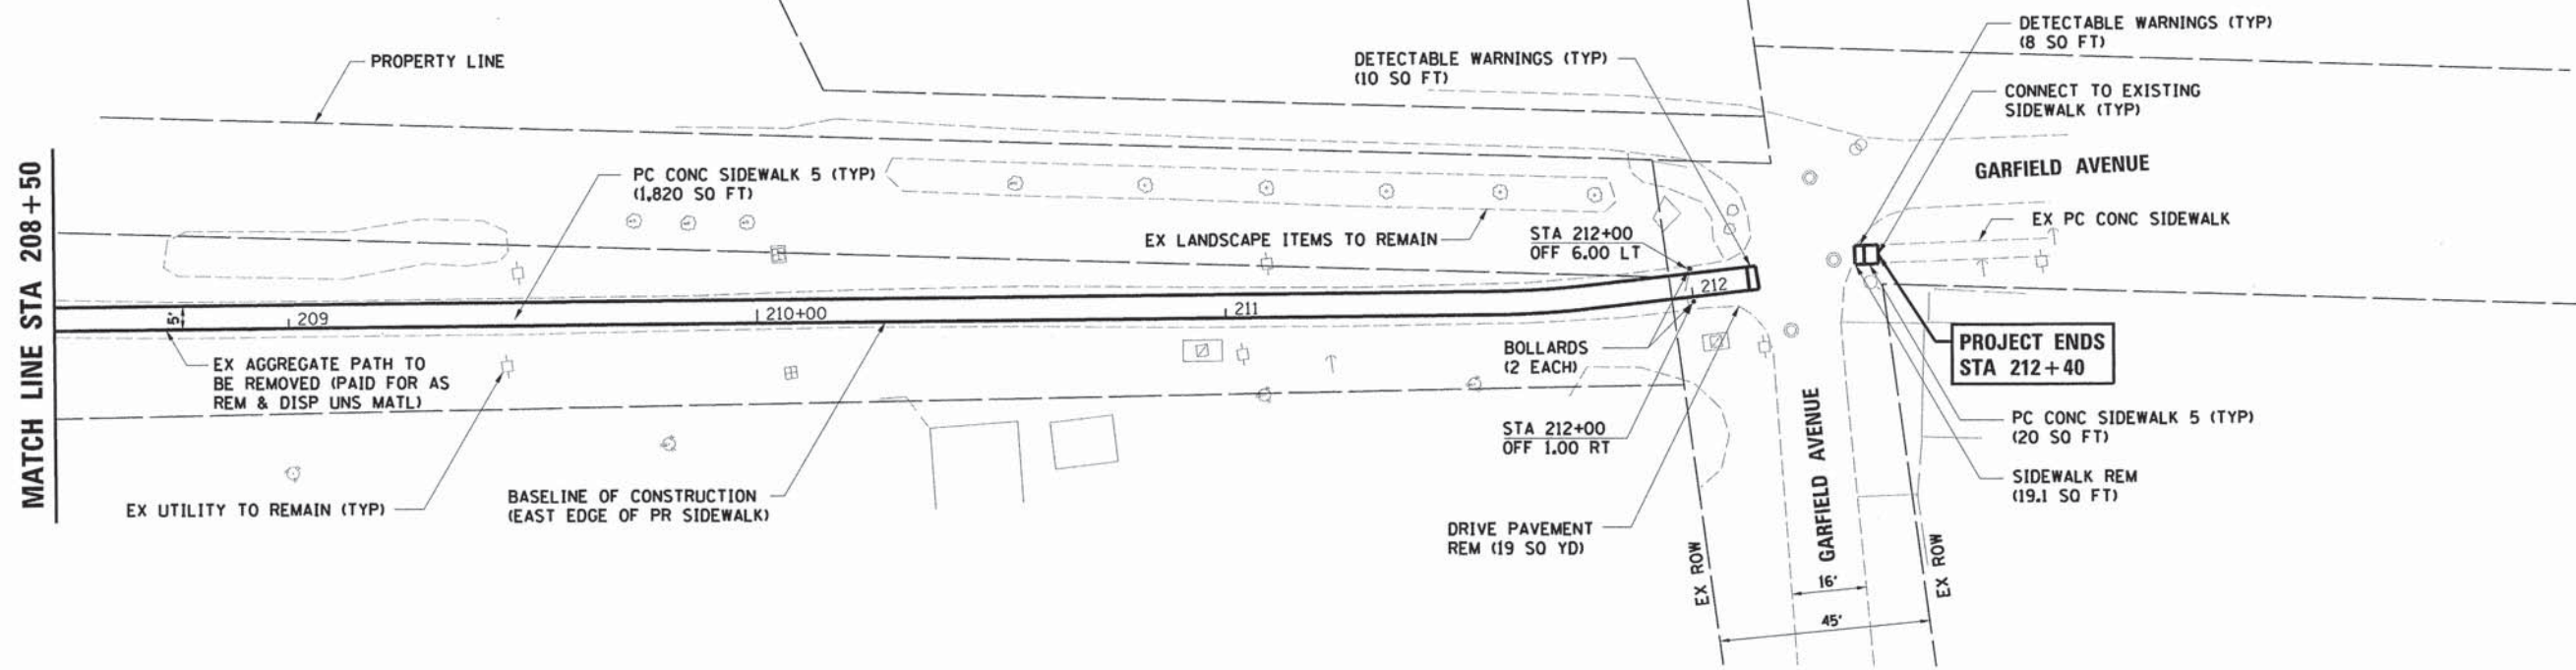 MATCH LINE STA 208+50
PROPERTY LINE
PC CONC SIDEWALK 5 (TYP)
(1,820 SQ FT)
5'
209
210+00
211
212
EX AGGREGATE PATH TO
BE REMOVED (PAID FOR AS
REM & DISP UNS MATL)
EX UTILITY TO REMAIN (TYP)
BASELINE OF CONSTRUCTION
(EAST EDGE OF PR SIDEWALK)
EX LANDSCAPE ITEMS TO REMAIN
DETECTABLE WARNINGS (TYP)
(10 SQ FT)
STA 212+00
OFF 6.00 LT
BOLLARDS
(2 EACH)
STA 212+00
OFF 1.00 RT
DRIVE PAVEMENT
REM (19 SQ YD)
EX ROW
GARFIELD AVENUE
16'
45'
EX ROW
DETECTABLE WARNINGS (TYP)
(8 SQ FT)
CONNECT TO EXISTING
SIDEWALK (TYP)
GARFIELD AVENUE
EX PC CONC SIDEWALK
PROJECT ENDS
STA 212+40
PC CONC SIDEWALK 5 (TYP)
(20 SQ FT)
SIDEWALK REM
(19.1 SQ FT)